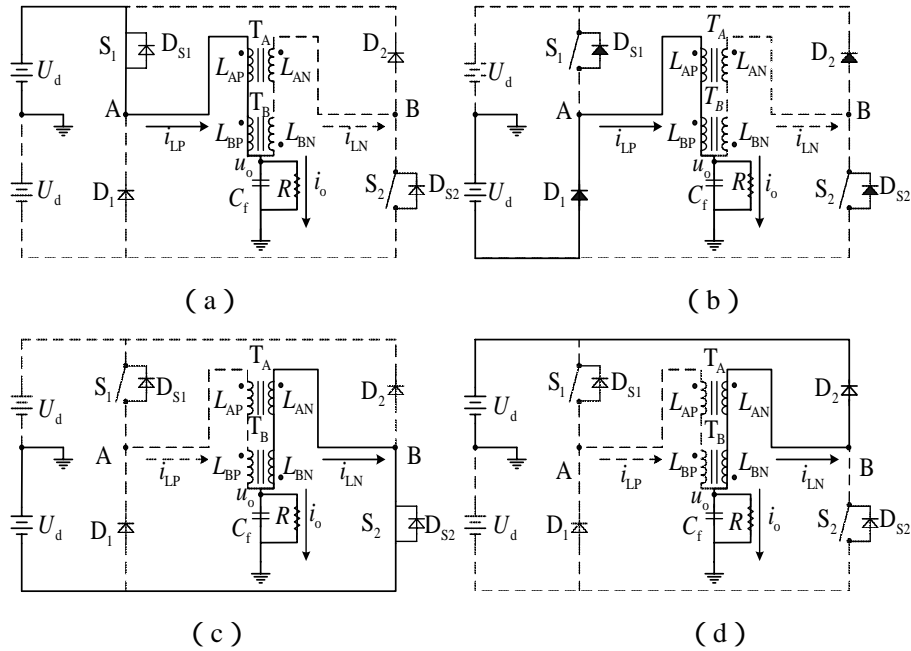 S1 DS1 TA D2
Ud LAP LAN
A TB B
iLP LBP LBN iLN
Ud D1 uo Cf R io S2 DS2
(a)
S1 DS1 TA D2
Ud LAP LAN
A TB B
iLP LBP LBN iLN
Ud D1 uo Cf R io S2 DS2
(b)
S1 DS1 TA D2
Ud LAP LAN
A TB B
iLP LBP LBN iLN
Ud D1 uo Cf R io S2 DS2
(c)
S1 DS1 TA D2
Ud LAP LAN
A TB B
iLP LBP LBN iLN
Ud D1 uo Cf R io S2 DS2
(d)